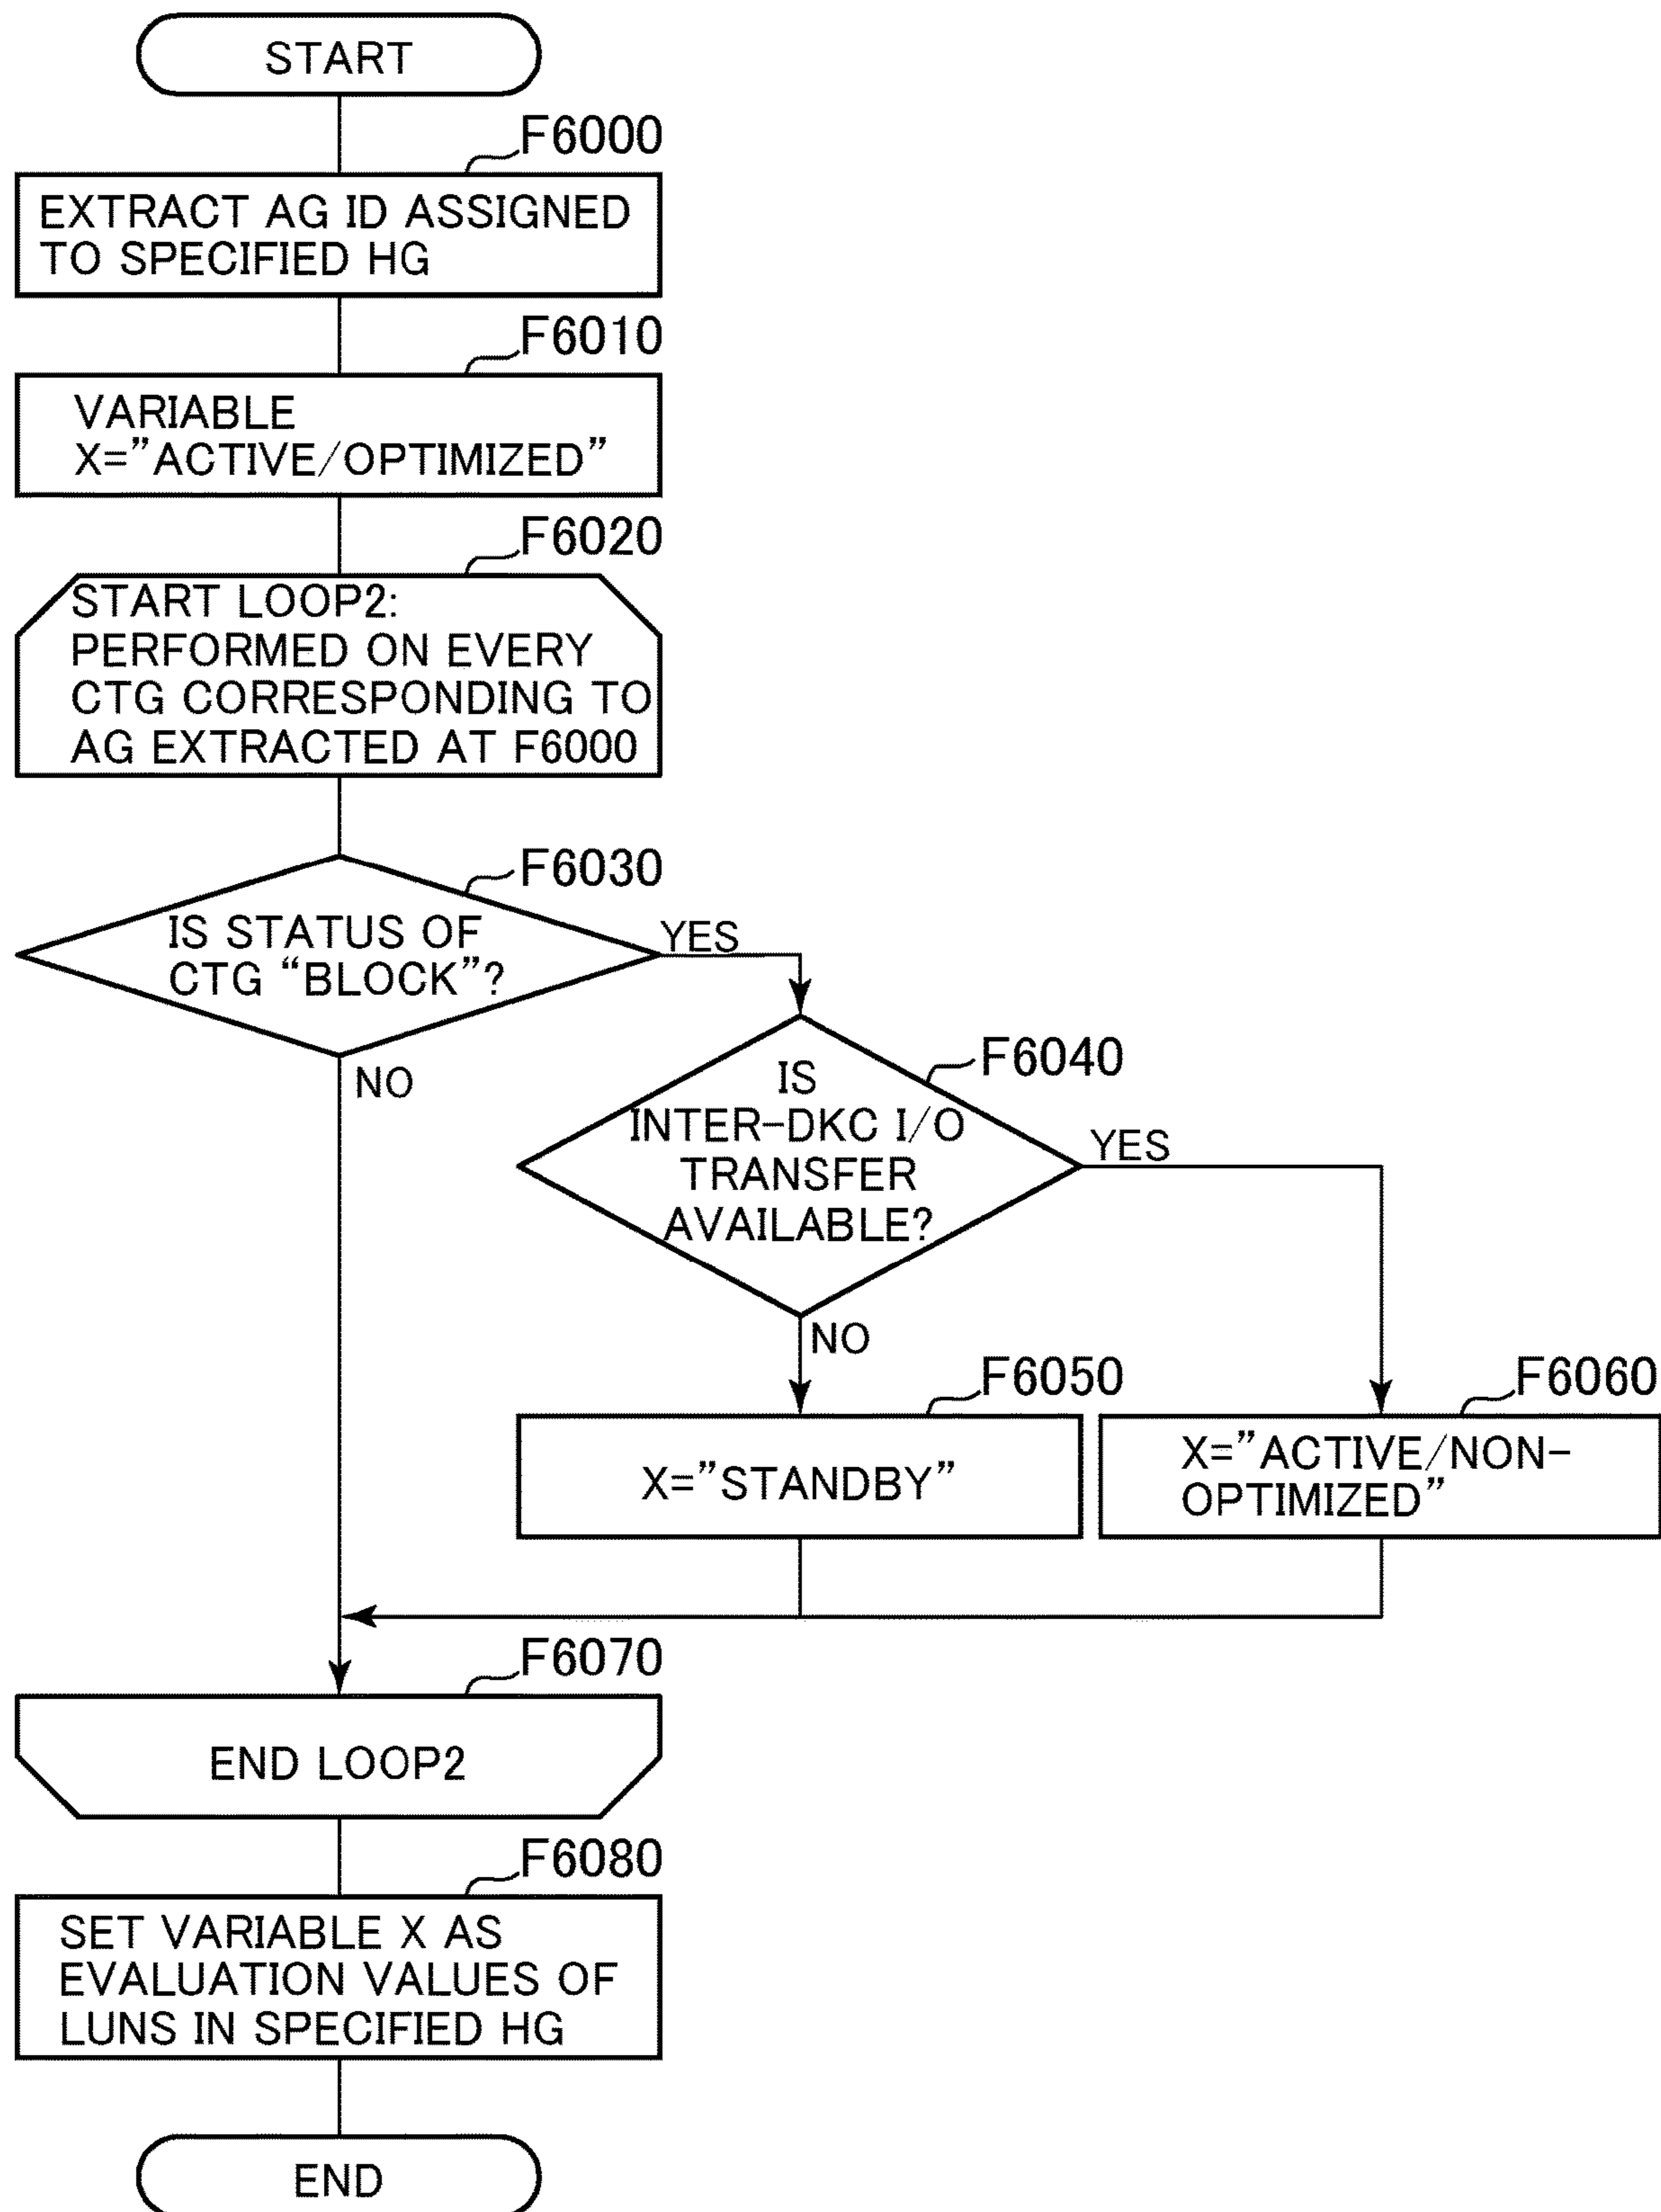 START
F6000
EXTRACT AG ID ASSIGNED
TO SPECIFIED HG
F6010
VARIABLE
X="ACTIVE/OPTIMIZED"
F6020
START LOOP2:
PERFORMED ON EVERY
CTG CORRESPONDING TO
AG EXTRACTED AT F6000
F6030
IS STATUS OF
CTG “BLOCK”?
YES
NO
F6040
IS
INTER-DKC I/O
TRANSFER
AVAILABLE?
YES
NO
F6050
X="STANDBY"
F6060
X="ACTIVE/NON-
OPTIMIZED"
F6070
END LOOP2
F6080
SET VARIABLE X AS
EVALUATION VALUES OF
LUNS IN SPECIFIED HG
END